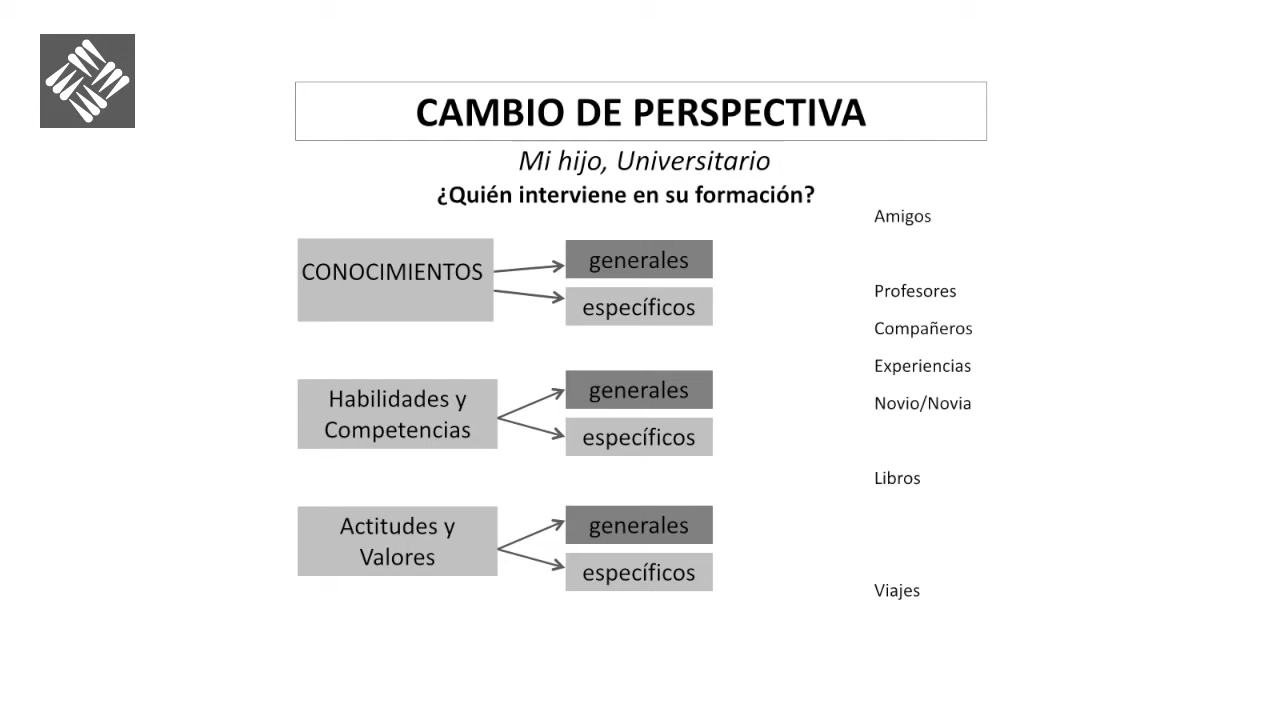 CAMBIO DE PERSPECTIVA
Mi hijo, Universitario
¿Quién interviene en su formación?
CONOCIMIENTOS
generales
específicos
Habilidades y
Competencias
generales
específicos
Actitudes y
Valores
generales
específicos
Amigos
Profesores
Compañeros
Experiencias
Novio/Novia
Libros
Viajes